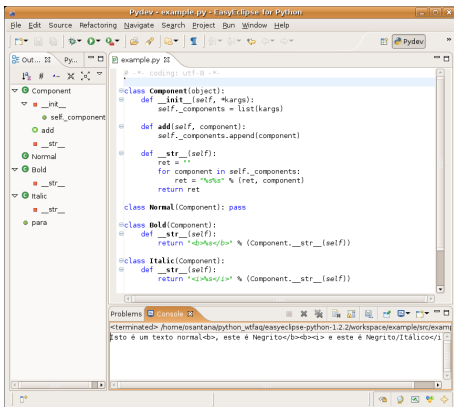 Pydev - example.py - EasyEclipse for Python
File Edit Source Refactoring Navigate Search Project Run Window Help
Pydev
Out... Py...
example.py
Component
__init__
self._component
add
__str__
Normal
Bold
__str__
Italic
__str__
para
# -*- coding: utf-8 -*-
class Component(object):
def __init__(self, *kargs):
self._components = list(kargs)
def add(self, component):
self._components.append(component)
def __str__(self):
ret = ""
for component in self._components:
ret = "%s%s" % (ret, component)
return ret
class Normal(Component): pass
class Bold(Component):
def __str__(self):
return "<b>%s</b>" % (Component.__str__(self))
class Italic(Component):
def __str__(self):
return "<i>%s</i>" % (Component.__str__(self))
Problems Console
<terminated> /home/osantana/python_wtfaq/easyeclipse-python-1.2.2/workspace/example/src/examp
Isto é um texto normal<b>, este é Negrito</b><b><i> e este é Negrito/Itálico</i